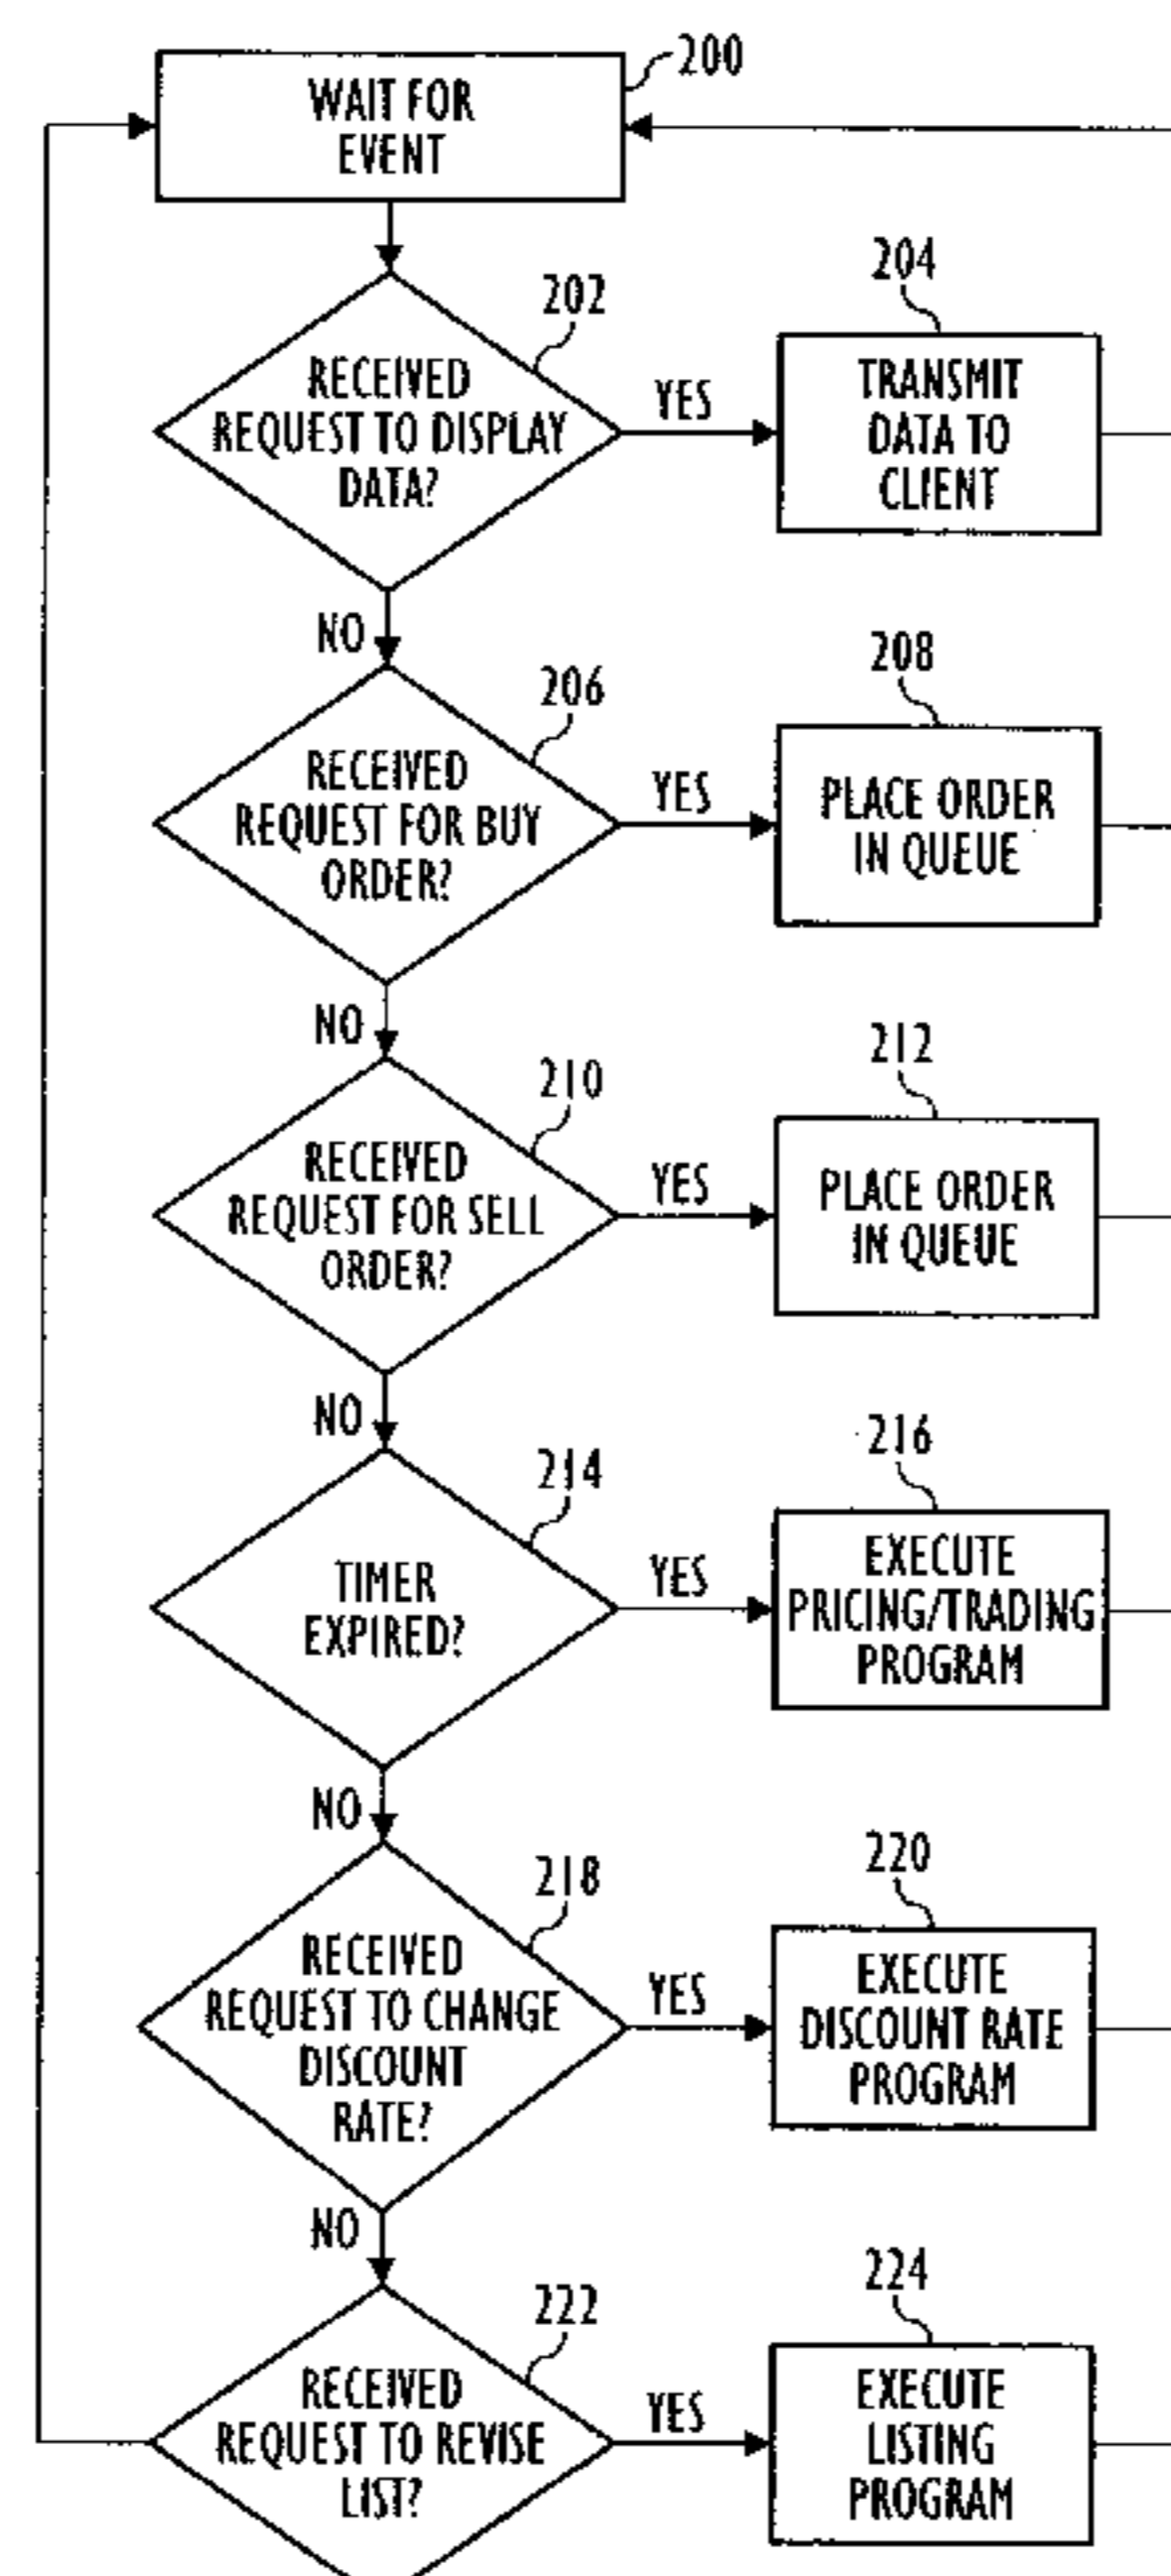 200
WAIT FOR
EVENT
204
202
RECEIVED
REQUEST TO DISPLAY
DATA?
YES
TRANSMIT
DATA TO
CLIENT
NO
208
206
RECEIVED
REQUEST FOR BUY
ORDER?
YES
PLACE ORDER
IN QUEUE
NO
212
210
RECEIVED
REQUEST FOR SELL
ORDER?
YES
PLACE ORDER
IN QUEUE
NO
216
214
TIMER
EXPIRED?
YES
EXECUTE
PRICING/TRADING
PROGRAM
NO
220
218
RECEIVED
REQUEST TO CHANGE
DISCOUNT
RATE?
YES
EXECUTE
DISCOUNT RATE
PROGRAM
NO
224
222
RECEIVED
REQUEST TO REVISE
LIST?
YES
EXECUTE
LISTING
PROGRAM